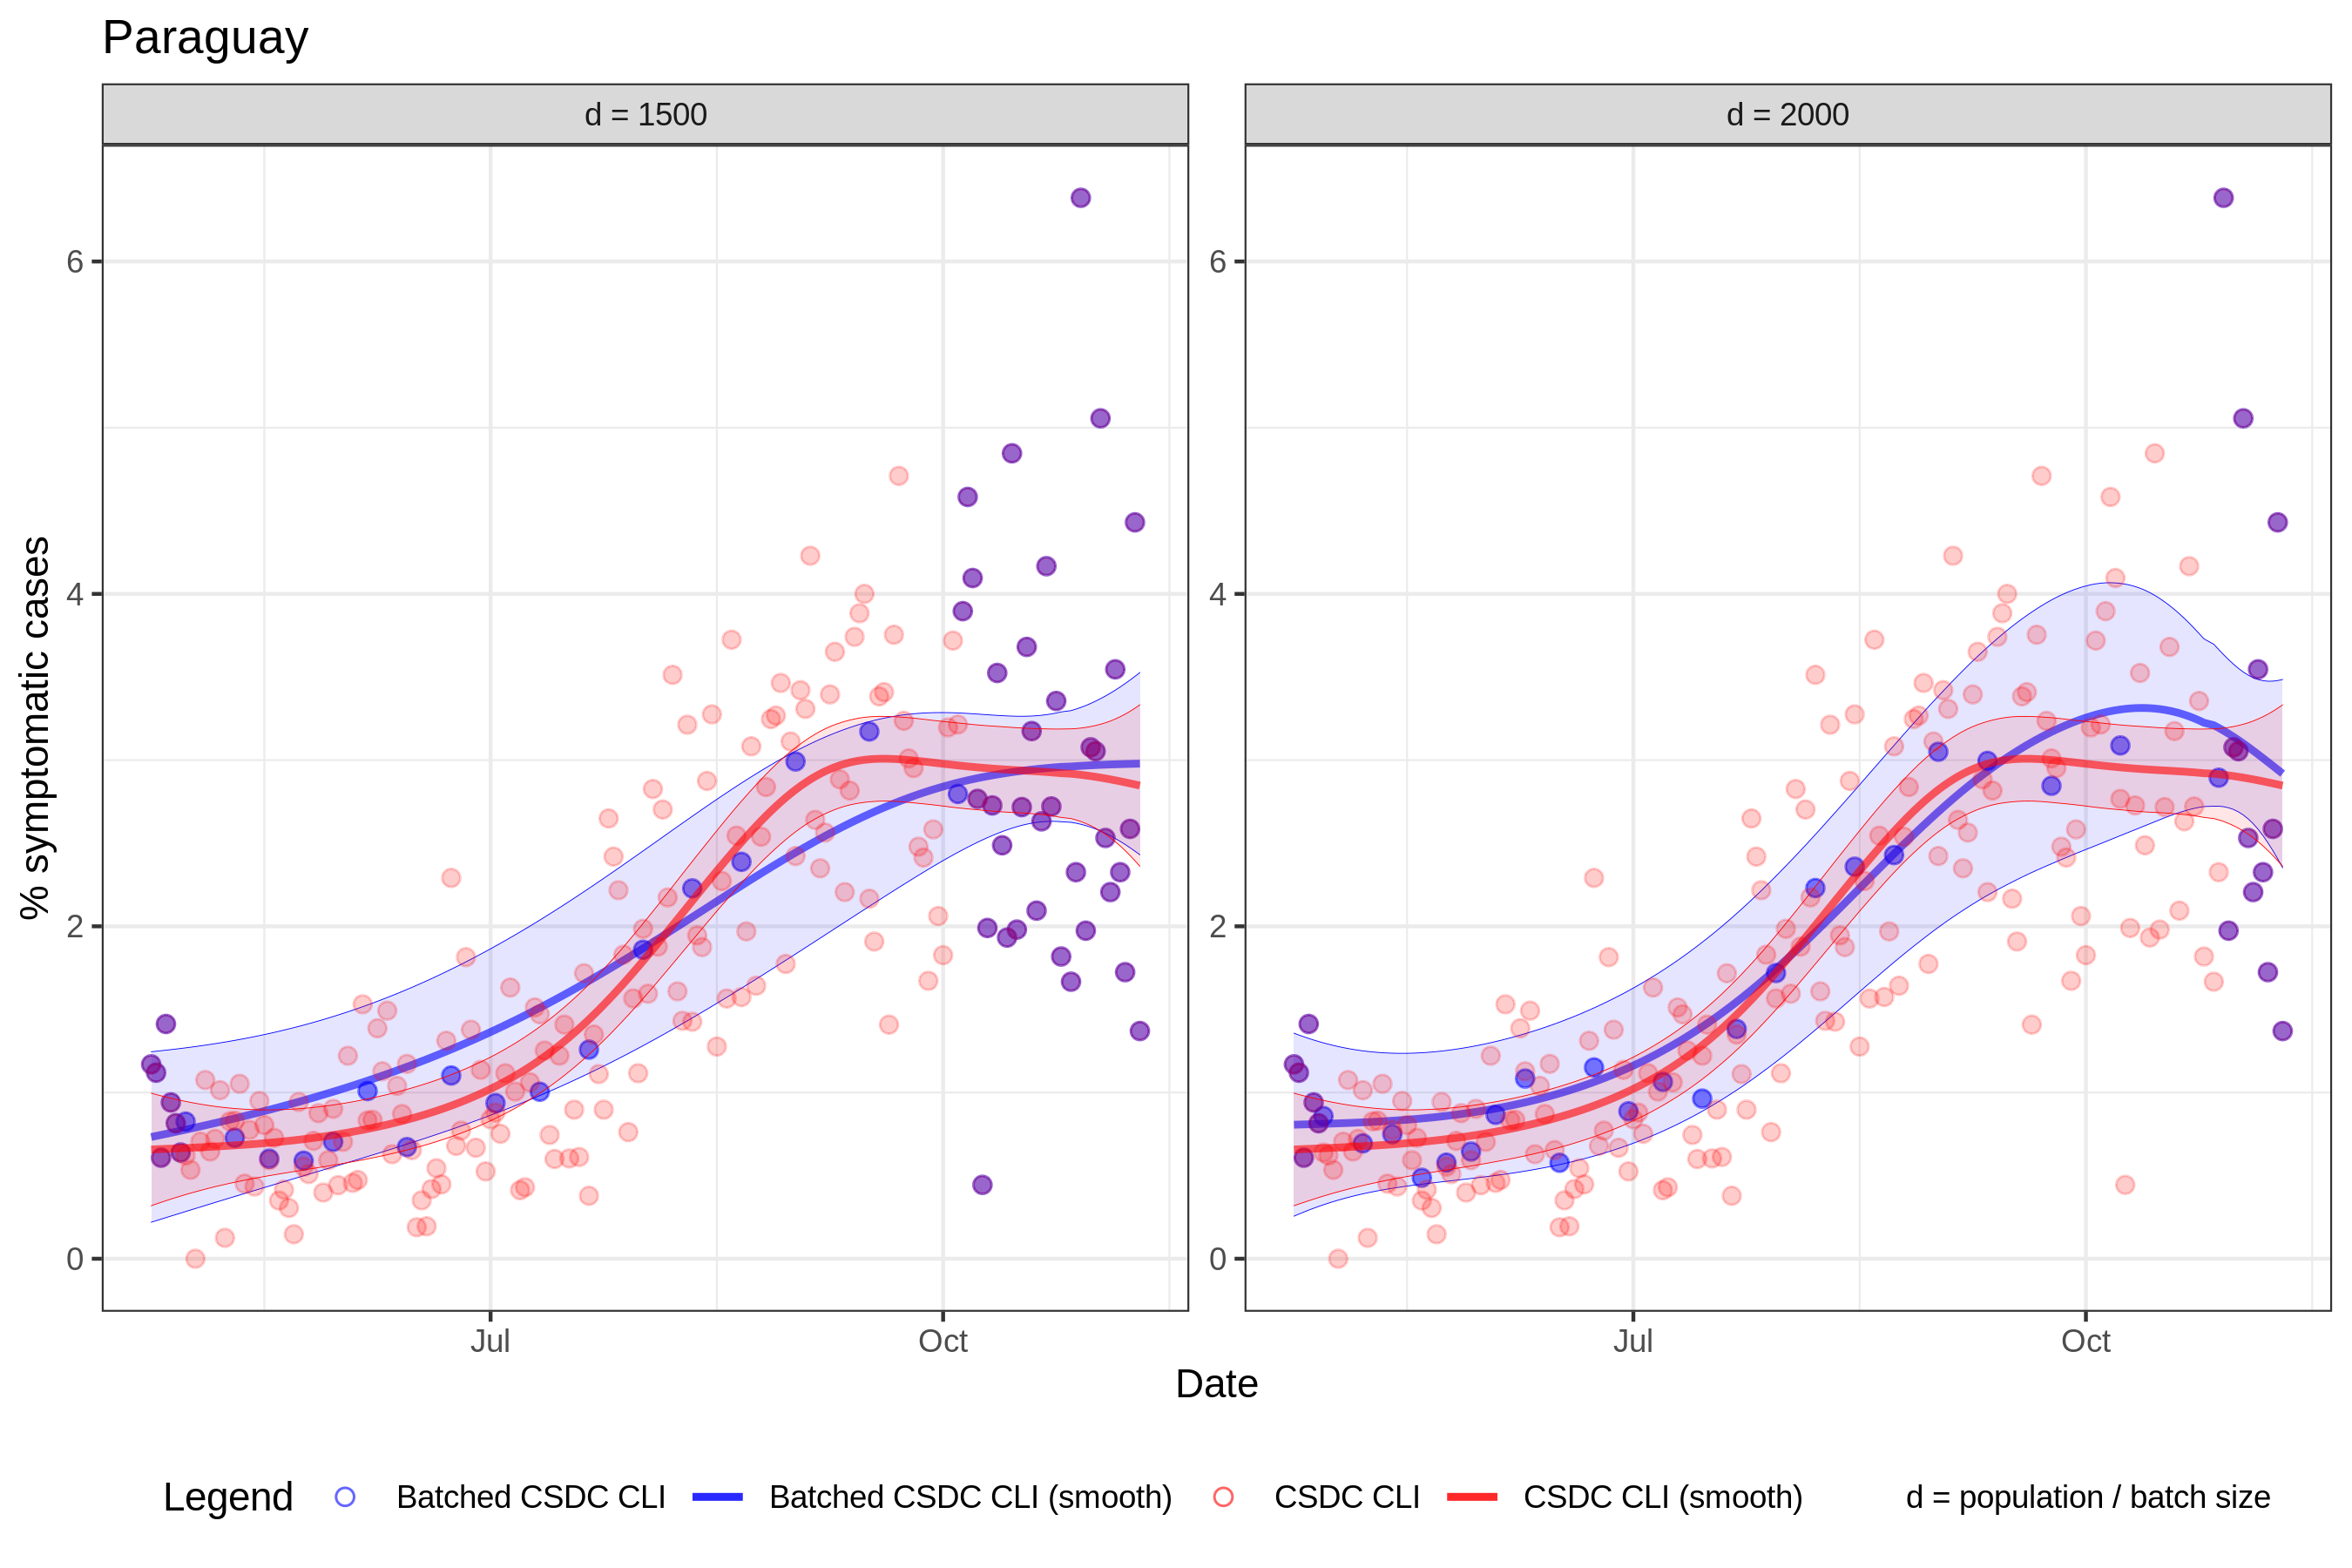 Paraguay
d = 1500
d = 2000
% symptomatic cases
6
4
2
0
6
4
2
0
Jul
Oct
Jul
Oct
Date
Legend
Batched CSDC CLI
Batched CSDC CLI (smooth)
CSDC CLI
CSDC CLI (smooth)
d = population / batch size